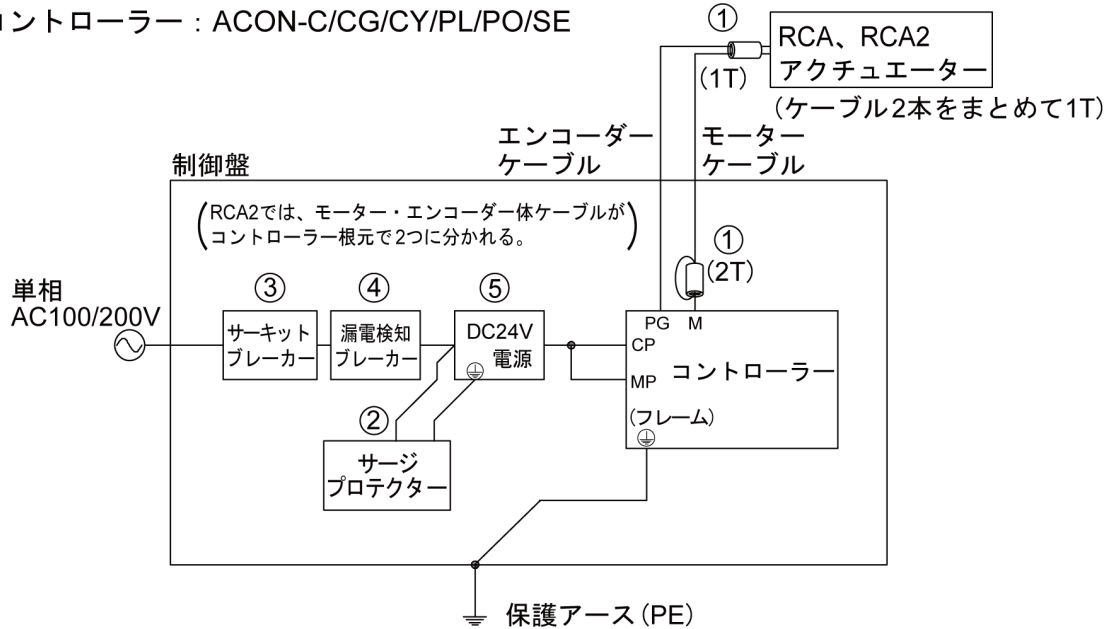 コントローラー：ACON-C/CG/CY/PL/PO/SE
①
(1T)
RCA、RCA2
アクチュエーター
(ケーブル2本をまとめて1T)
エンコーダー
ケーブル
モーター
ケーブル
制御盤
(RCA2では、モーター・エンコーダー体ケーブルが
コントローラー根元で2つに分かれる。)
①
(2T)
単相
AC100/200V
③
サーキット
ブレーカー
④
漏電検知
ブレーカー
⑤
DC24V
電源
PG M
CP
MP
コントローラー
(フレーム)
②
サージ
プロテクター
保護アース(PE)